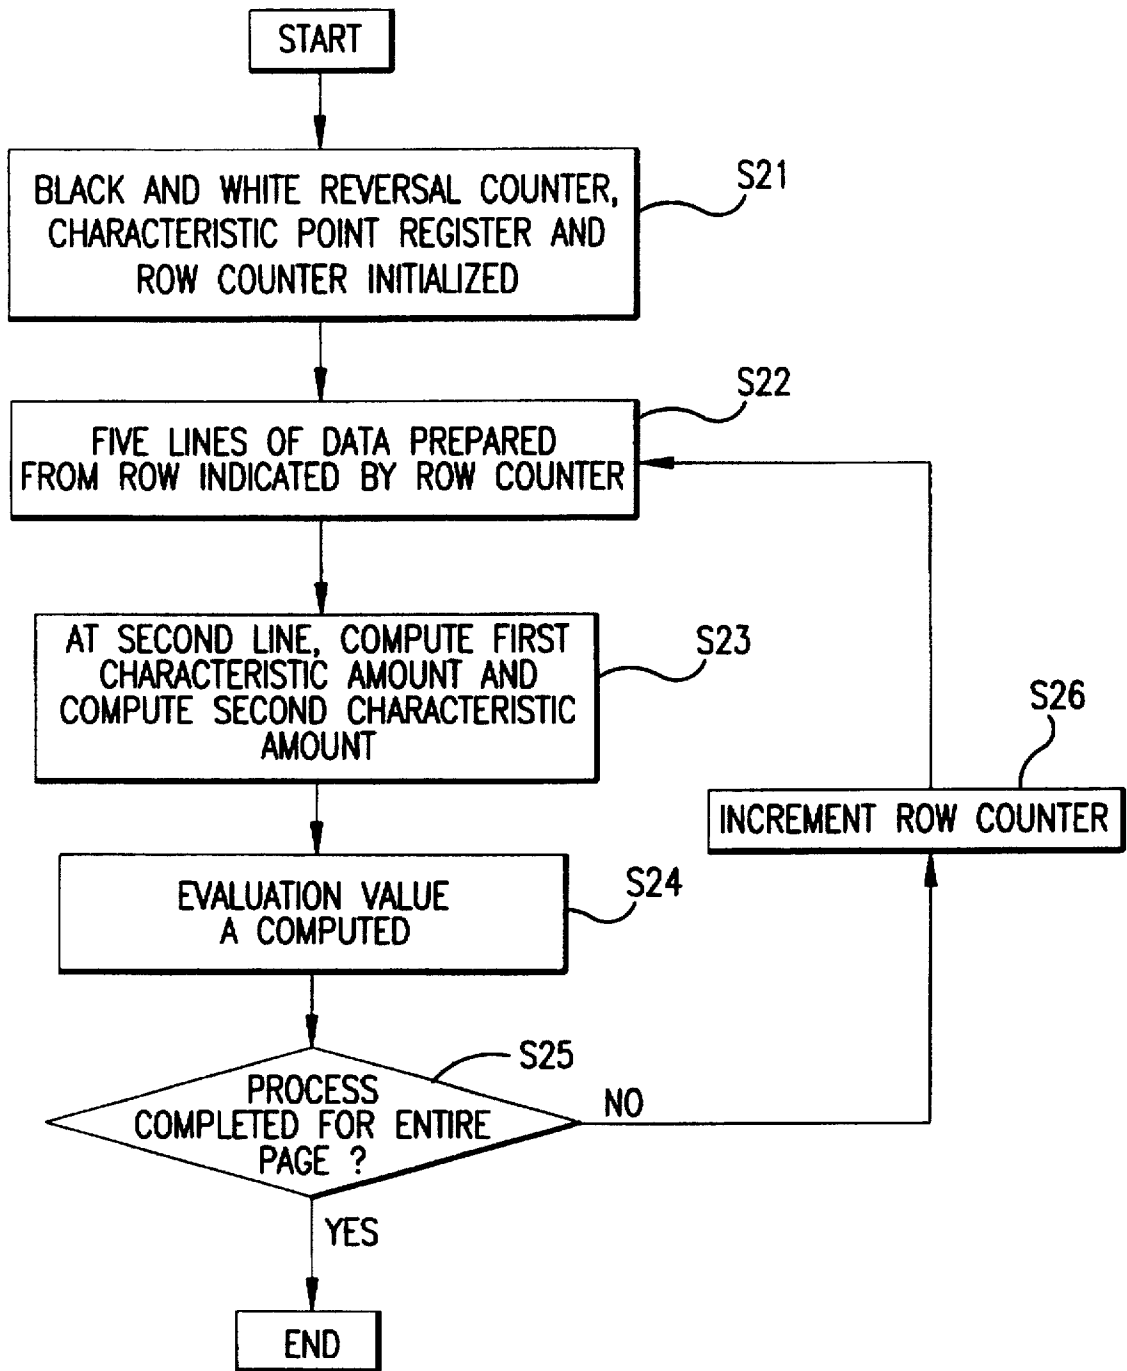 START
BLACK AND WHITE REVERSAL COUNTER,
CHARACTERISTIC POINT REGISTER AND
ROW COUNTER INITIALIZED
S21
FIVE LINES OF DATA PREPARED
FROM ROW INDICATED BY ROW COUNTER
S22
AT SECOND LINE, COMPUTE FIRST
CHARACTERISTIC AMOUNT AND
COMPUTE SECOND CHARACTERISTIC
AMOUNT
S23
EVALUATION VALUE
A COMPUTED
S24
PROCESS
COMPLETED FOR ENTIRE
PAGE ?
S25
NO
INCREMENT ROW COUNTER
S26
YES
END